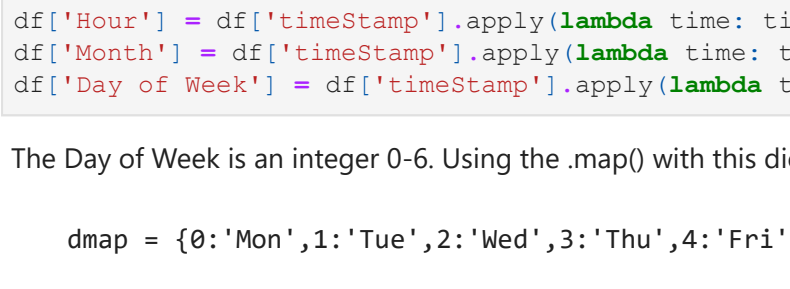 df['Hour'] = df['timeStamp'].apply(lambda time:
df['Month'] = df['timeStamp'].apply(lambda time:
df['Day of Week'] = df['timeStamp'].apply(lambda
The Day of Week is an integer 0-6. Using the .map() with this
dmap = {0:'Mon',1:'Tue',2:'Wed',3:'Thu',4:'Fri'